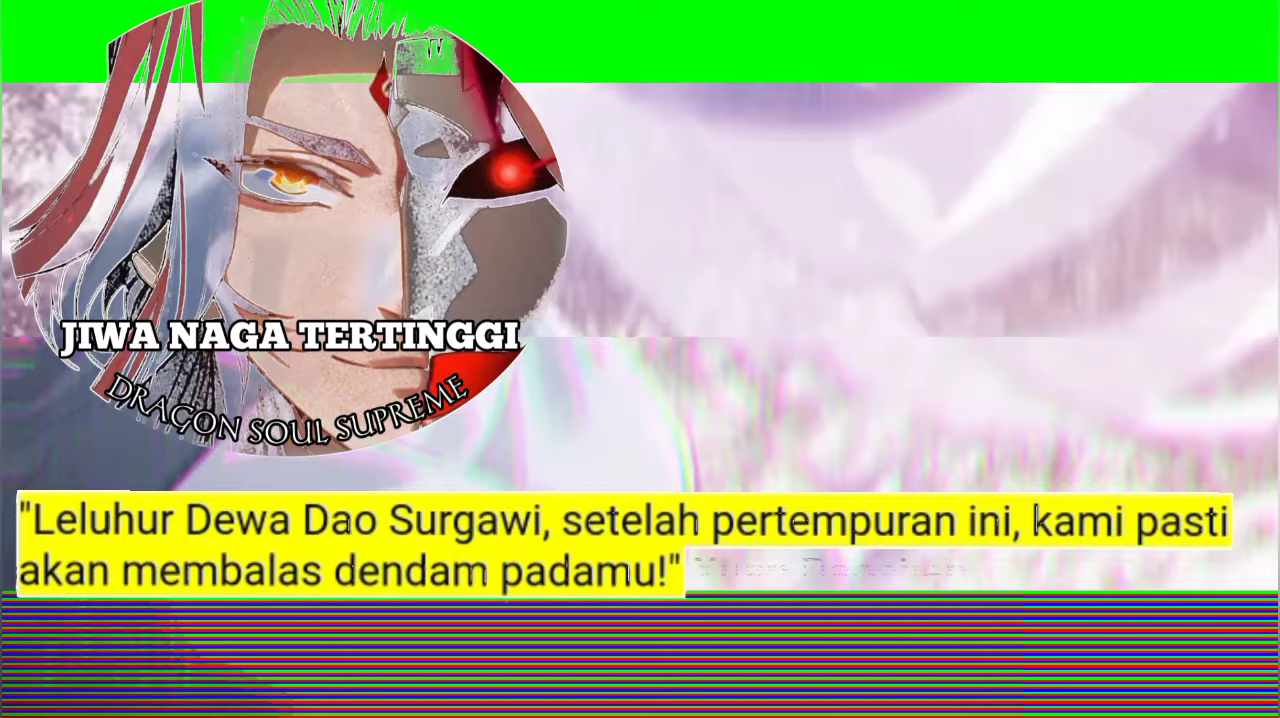 JIWA NAGA TERTINGGI
DRAGON SOUL SUPREME
"Leluhur Dewa Dao Surgawi, setelah pertempuran ini, kami pasti
akan membalas dendam padamu!"